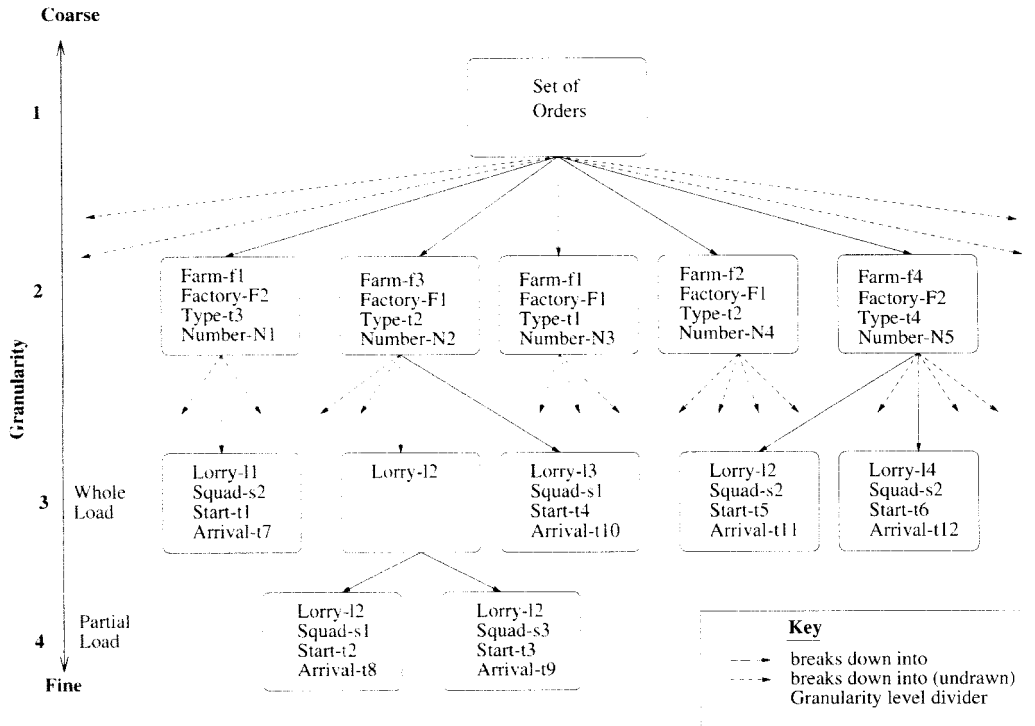 Coarse
Granularity
1
Set of
Orders
2
Farm-f1
Factory-F2
Type-t3
Number-N1
Farm-f3
Factory-F1
Type-t2
Number-N2
Farm-f1
Factory-F1
Type-t1
Number-N3
Farm-f2
Factory-F1
Type-t2
Number-N4
Farm-f4
Factory-F2
Type-t4
Number-N5
3
Whole
Load
Lorry-l1
Squad-s2
Start-t1
Arrival-t7
Lorry-l2
Lorry-l3
Squad-s1
Start-t4
Arrival-t10
Lorry-l2
Squad-s2
Start-t5
Arrival-t11
Lorry-l4
Squad-s2
Start-t6
Arrival-t12
4
Partial
Load
Lorry-l2
Squad-s1
Start-t2
Arrival-t8
Lorry-l2
Squad-s3
Start-t3
Arrival-t9
Fine
Key
breaks down into
breaks down into (undrawn)
Granularity level divider